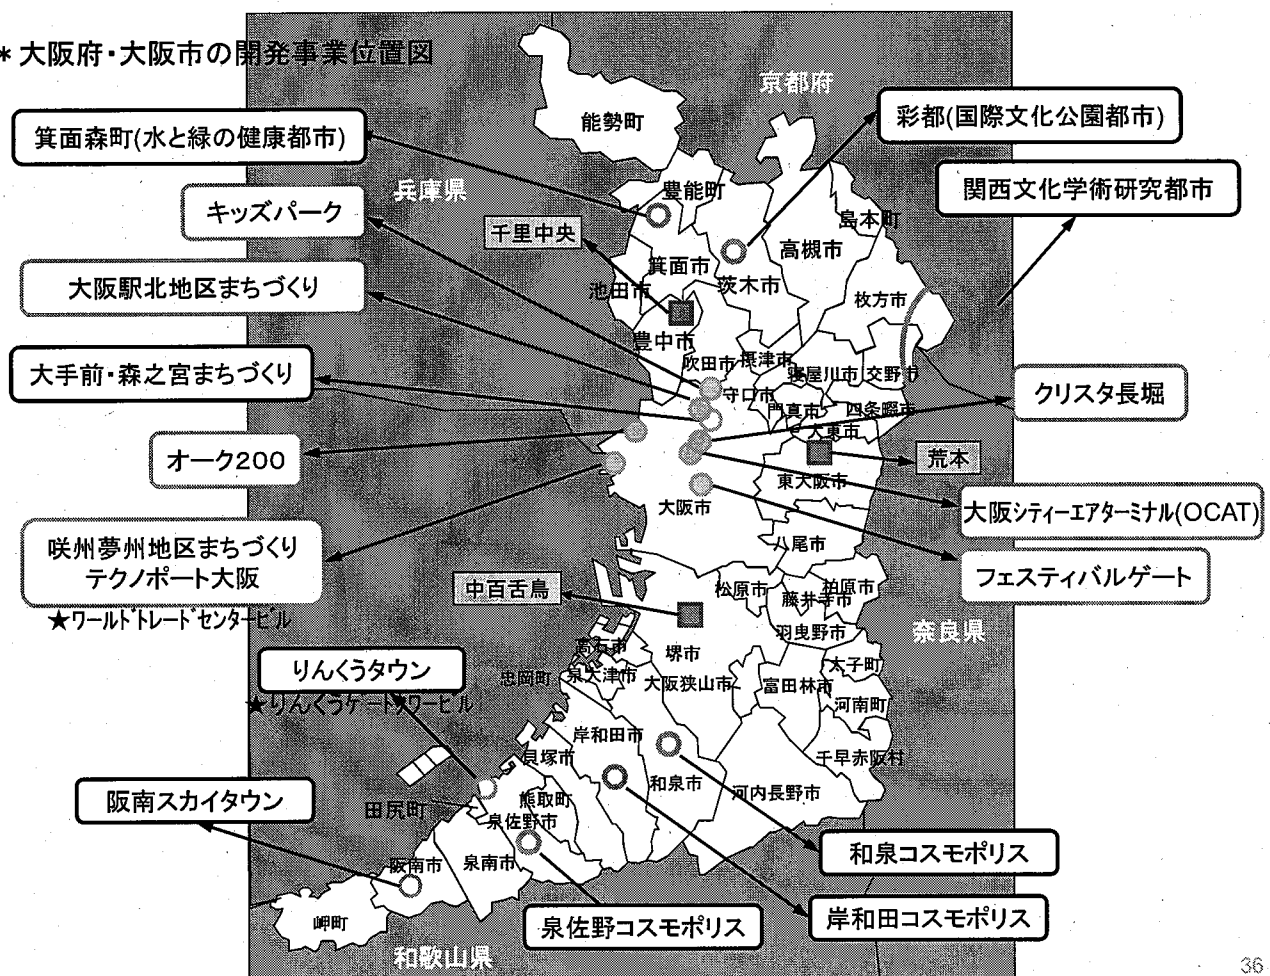 *大阪府・大阪市の開発事業位置図
京都府
彩都(国際文化公園都市)
箕面森町(水と緑の健康都市)
能勢町
関西文化学術研究都市
兵庫県
豊能町
キッズパーク
千里中央
島本町
高槻市
箕面市
茨木市
池田市
大阪駅北地区まちづくり
枚方市
豊中市
吹田市
摂津市
寝屋川市
交野市
大手前・森之宮まちづくり
守口市
クリスタ長堀
門真市
四条畷市
大東市
オーク200
荒本
東大阪市
大阪市
大阪シティーエアターミナル(OCAT)
咲州夢州地区まちづくり
テクノポート大阪
八尾市
フェスティバルゲート
中百舌鳥
松原市
柏原市
藤井寺市
★ワールドトレードセンタービル
羽曳野市
奈良県
高石市
堺市
りんくうタウン
太子町
忠岡町
泉大津市
大阪狭山市
富田林市
★りんくうゲートタワービル
河南町
岸和田市
貝塚市
千早赤阪村
和泉市
河内長野市
阪南スカイタウン
田尻町
熊取町
泉佐野市
和泉コスモポリス
阪南市
泉南市
岬町
泉佐野コスモポリス
岸和田コスモポリス
和歌山県
36